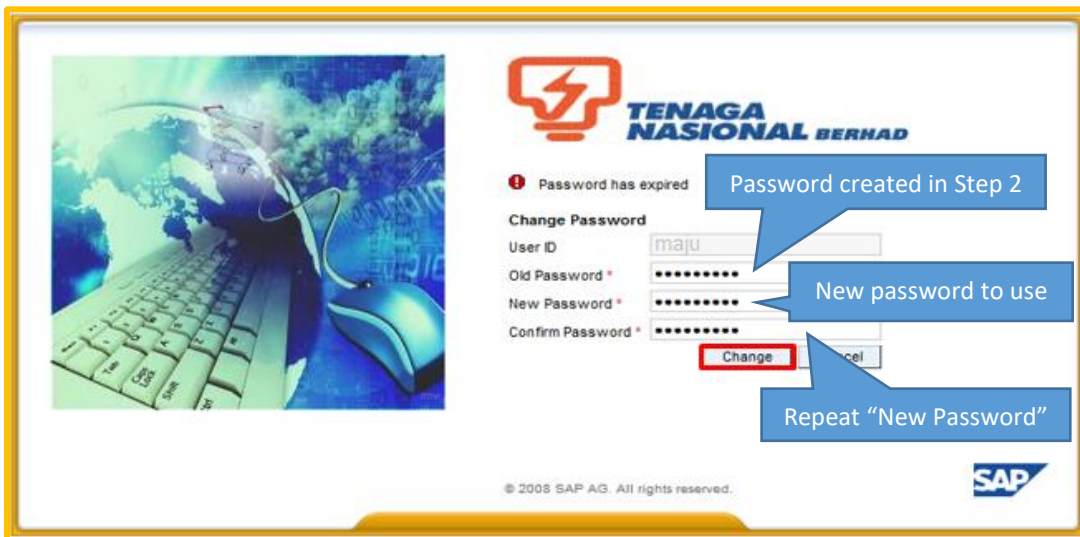 TENAGA
NASIONAL BERHAD
Password has expired
Password created in Step 2
Change Password
User ID maju
Old Password *
New Password *
New password to use
Confirm Password *
Change
Repeat “New Password”
© 2008 SAP AG. All rights reserved.
SAP